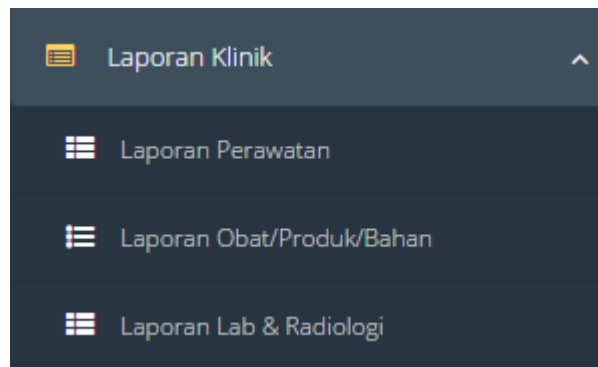 Laporan Klinik
Laporan Perawatan
Laporan Obat/Produk/Bahan
Laporan Lab & Radiologi